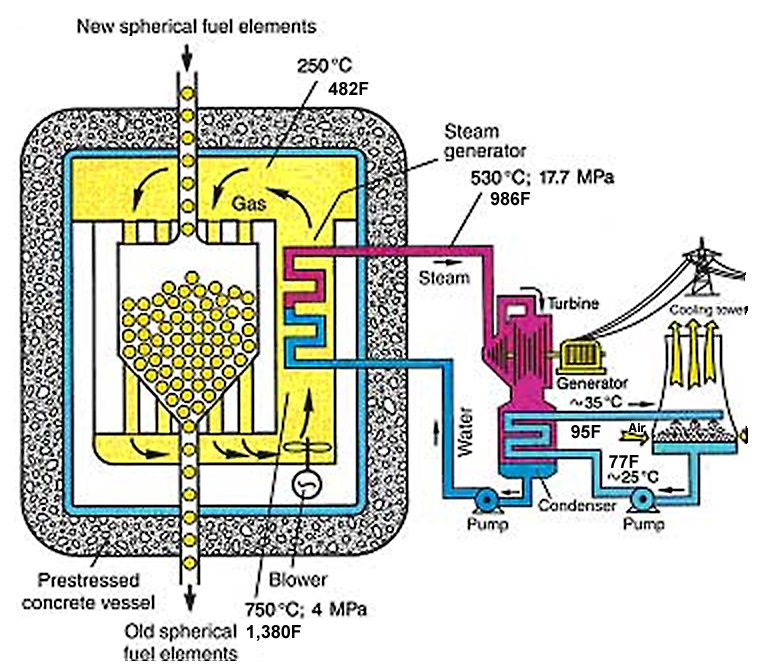 New spherical fuel elements
250°C
482F
Steam
generator
530°C; 17.7 MPa
986F
Gas
Steam
Turbine
Cooling tower
Generator
~35°C
95F
Air
Water
77F
~25°C
Condenser
Pump
Pump
Prestressed
concrete vessel
Blower
750°C; 4 MPa
1,380F
Old spherical
fuel elements